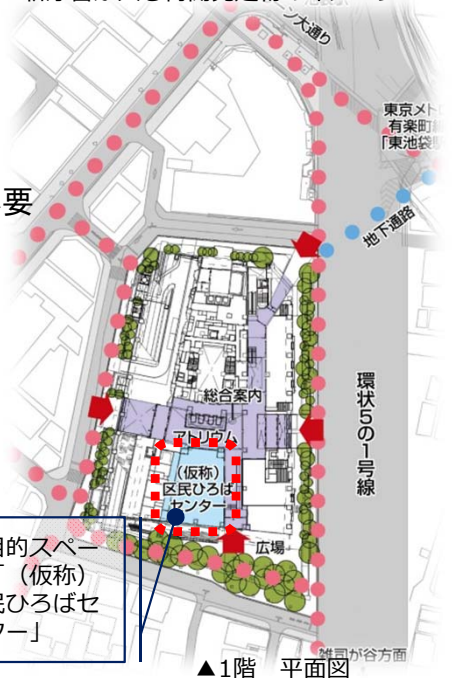 ーン大通り
東京メトロ
有楽町線
「東池袋駅
要
地下通路
総合案内
アトリウム
環状5の1号線
(仮称)
区民ひろば
センター
広場
目的スペー
「(仮称)
民ひろばセ
ター」
雑司が谷方面
▲1階 平面図